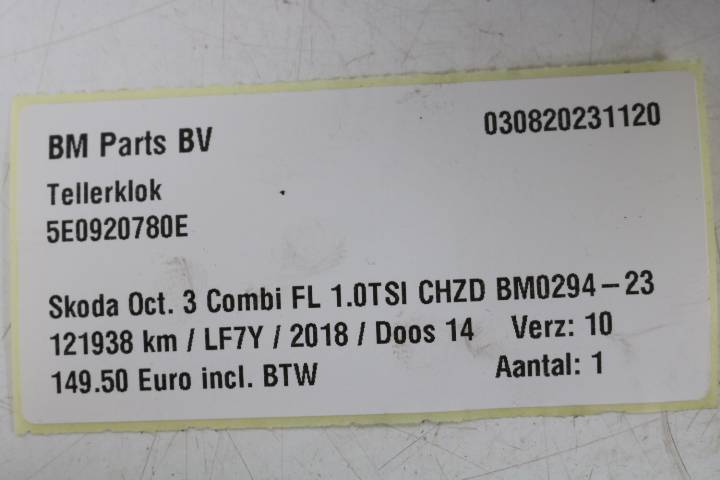 BM Parts BV 030820231120
Tellerklok
5E0920780E
Skoda Oct. 3 Combi FL 1.0TSI CHZD BM0294-23
121938 km / LF7Y / 2018 / Doos 14 Verz: 10
149.50 Euro incl. BTW Aantal: 1